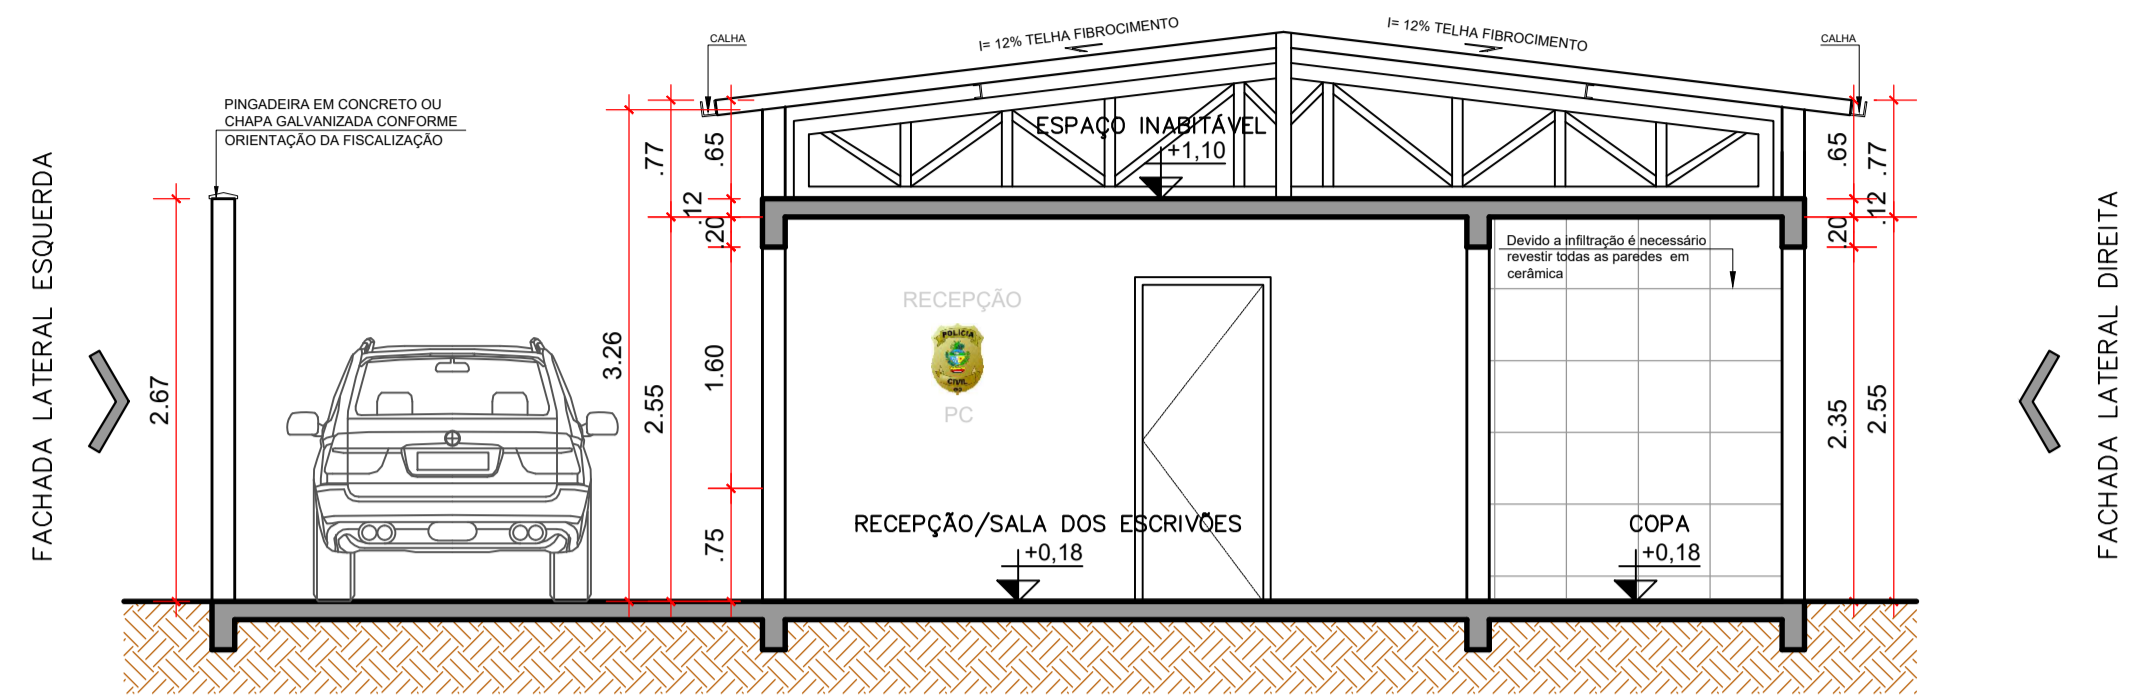 I= 12% TELHA FIBROCIMENTO
I= 12% TELHA FIBROCIMENTO
CALHA
CALHA
PINGADEIRA EM CONCRETO OU
CHAPA GALVANIZADA CONFORME
ORIENTAÇÃO DA FISCALIZAÇÃO
ESPAÇO INABITÁVEL
+1,10
.77
.65
.12
.20
3.26
2.55
1.60
.75
2.67
.65
.77
.12
.20
2.35
2.55
Devido a infiltração é necessário
revestir todas as paredes em
cerâmica
RECEPÇÃO
POLÍCIA
CIVIL
GO
PC
RECEPÇÃO/SALA DOS ESCRIVÕES
+0,18
COPA
+0,18
FACHADA LATERAL ESQUERDA
FACHADA LATERAL DIREITA